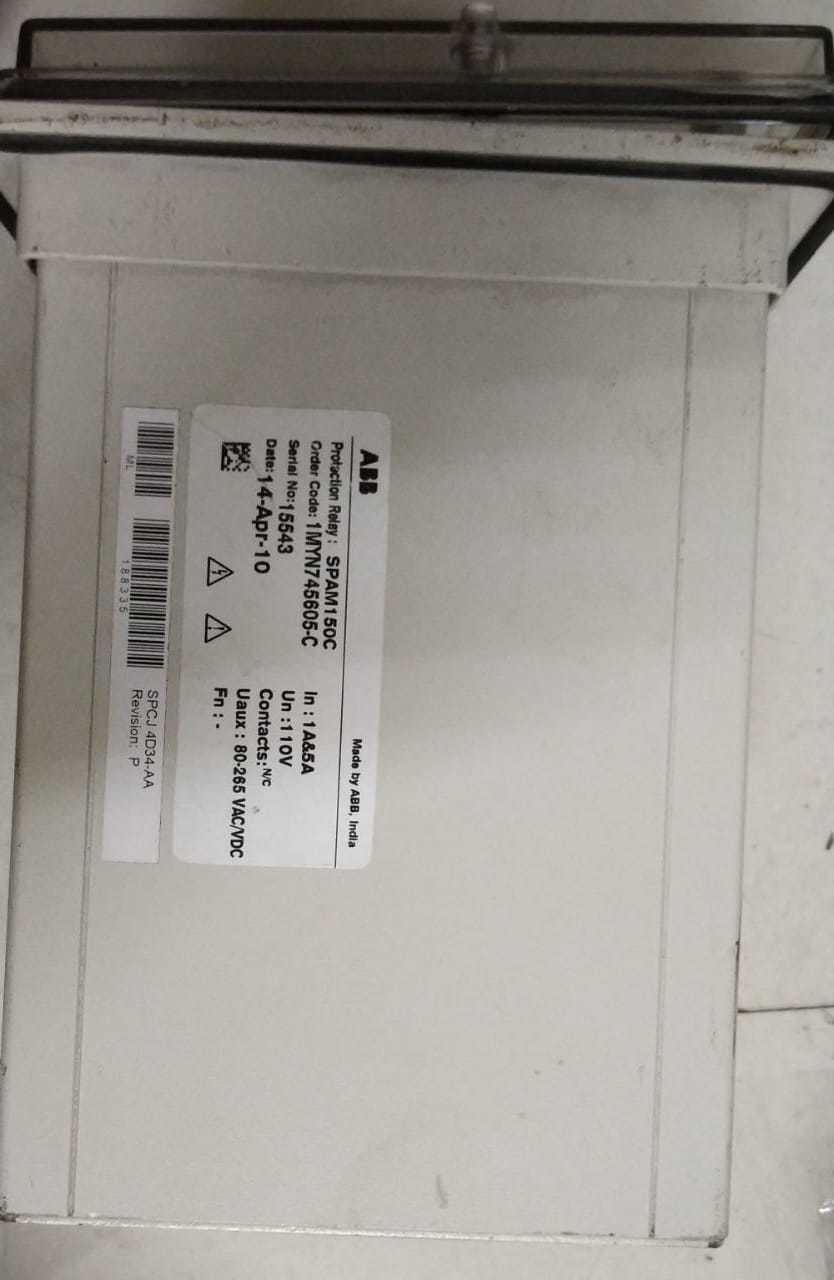 ABB
Made by ABB, India
Protection Relay : SPAM150C
Order Code: 1MYN745605-C
Serial No:15543
Date:14-Apr-10
In : 1A&5A
Un :110V
Contacts:N/C
Uaux : 80-265 VAC/VDC
Fn : -
ML
188335
SPCJ 4D34-AA
Revision: P